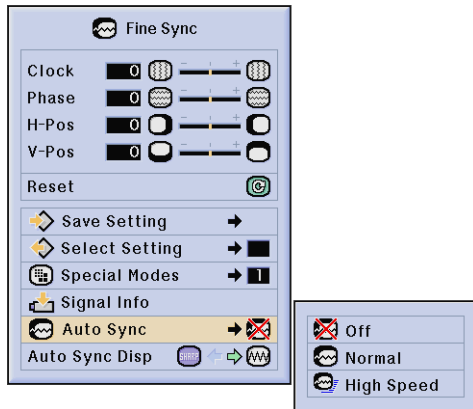 Fine Sync
Clock 0 - +
Phase 0 - +
H-Pos 0 - +
V-Pos 0 - +
Reset
Save Setting
Select Setting
Special Modes 1
Signal Info
Auto Sync
Auto Sync Disp SHARP
Off
Normal
High Speed